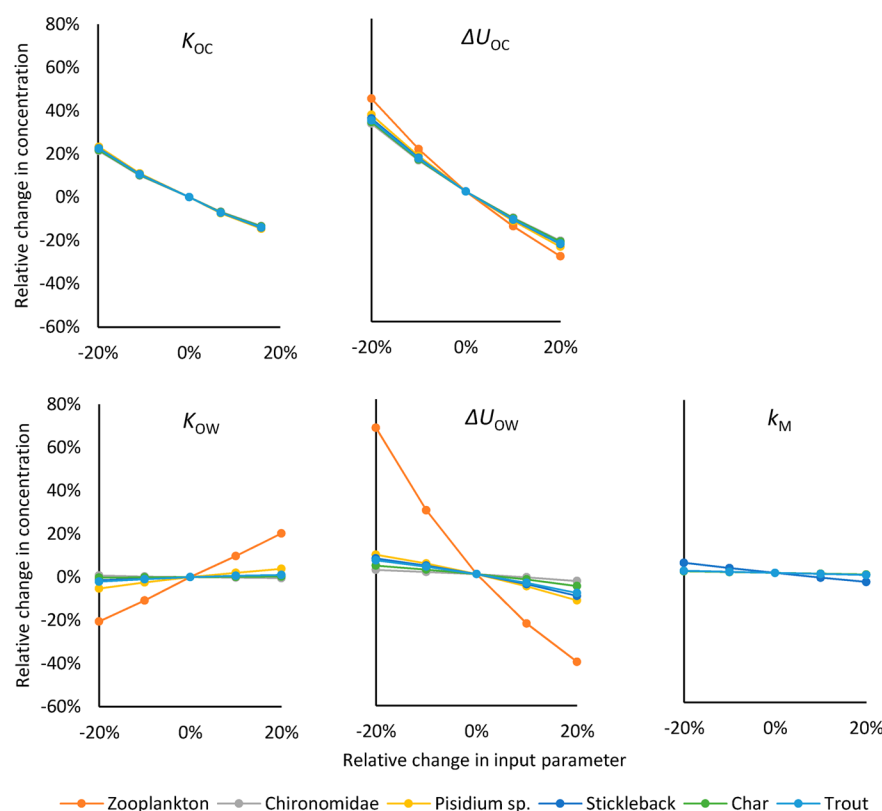 K_OC
ΔU_OC
Relative change in concentration
80%
60%
40%
20%
0%
-20%
-40%
-60%
-20% 0% 20%
-20% 0% 20%
K_OW
ΔU_OW
k_M
Relative change in concentration
80%
60%
40%
20%
0%
-20%
-40%
-60%
-20% 0% 20%
-20% 0% 20%
-20% 0% 20%
Relative change in input parameter
Zooplankton Chironomidae Pisidium sp. Stickleback Char Trout